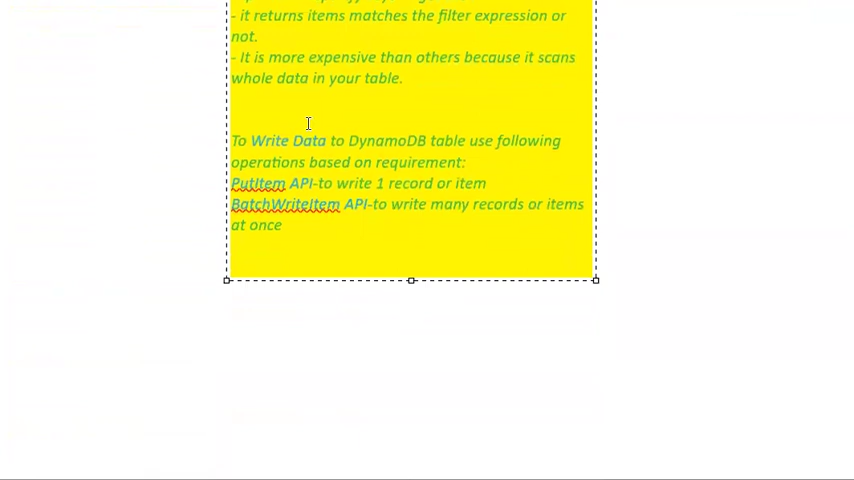 - it returns items matches the filter expression or
not.
- It is more expensive than others because it scans
whole data in your table.
To Write Data to DynamoDB table use following
operations based on requirement:
PutItem API-to write 1 record or item
BatchWriteItem API-to write many records or items
at once